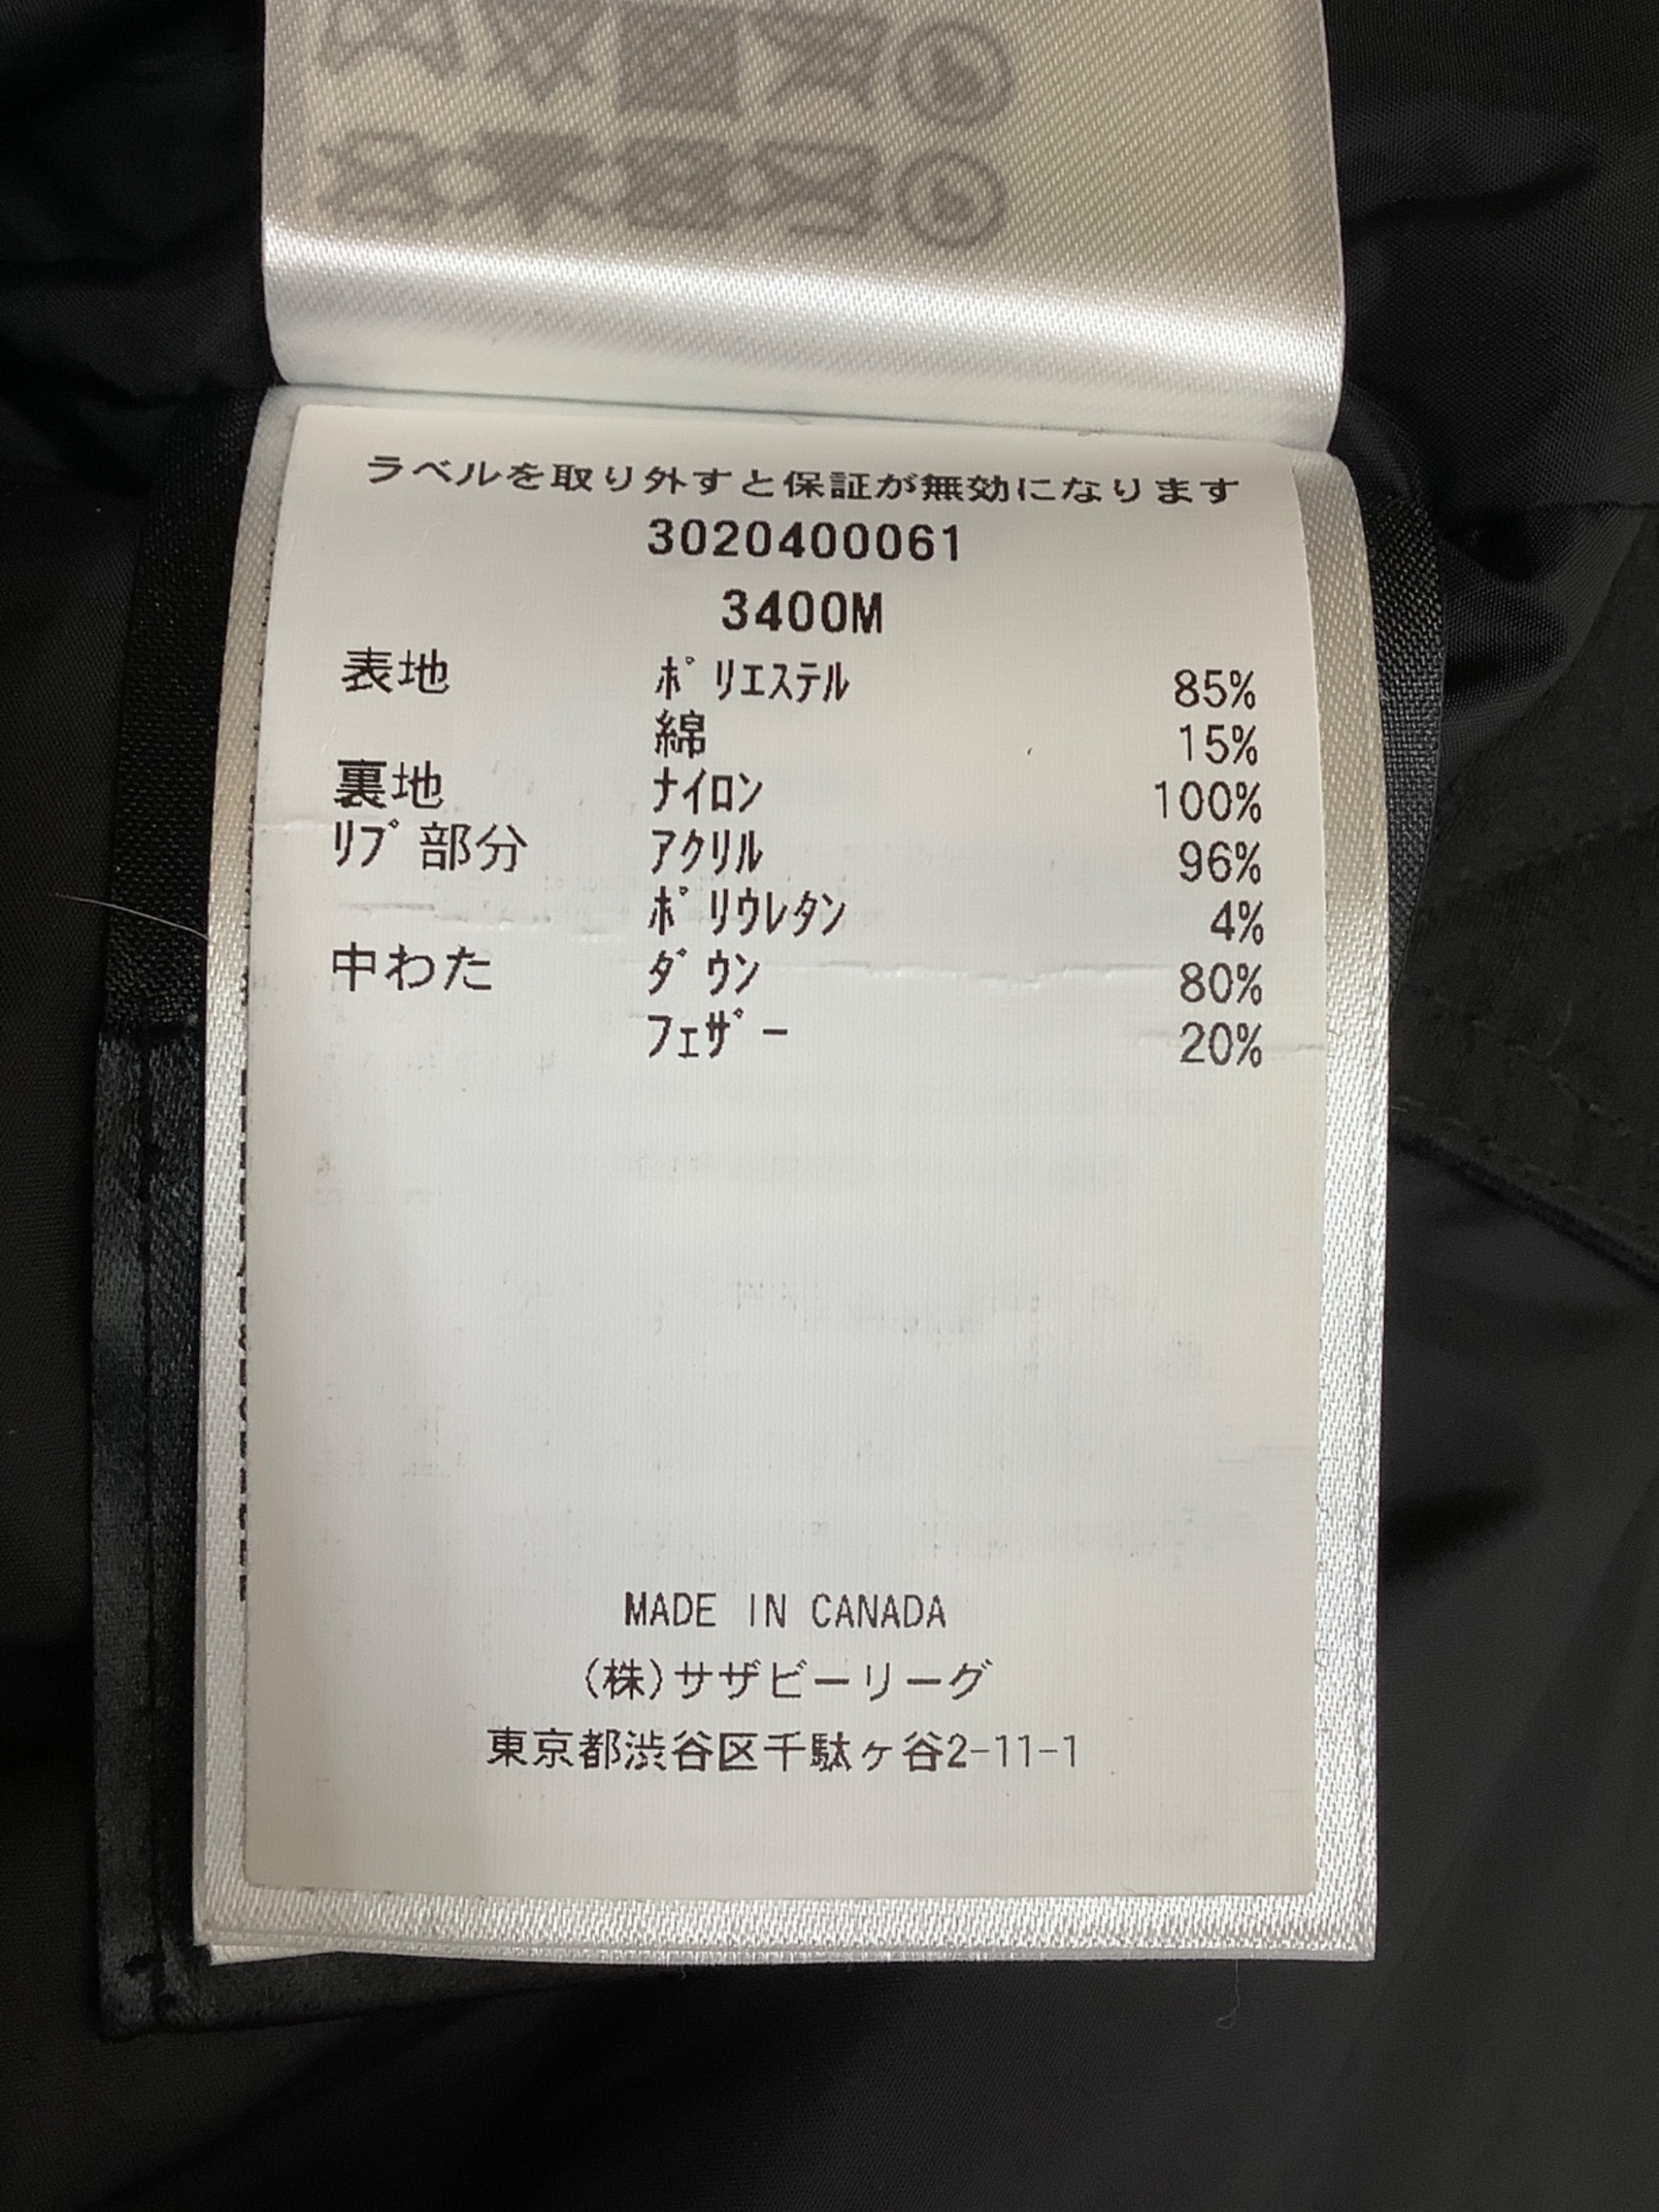 ラベルを取り外すと保証が無効になります
3020400061
3400M
表地 ﾎﾟﾘｴｽﾃﾙ 85%
綿 15%
裏地 ﾅｲﾛﾝ 100%
ﾘﾌﾞ部分 ｱｸﾘﾙ 96%
ﾎﾟﾘｳﾚﾀﾝ 4%
中わた ﾀﾞｳﾝ 80%
ﾌｪｻﾞｰ 20%
MADE IN CANADA
(株)サザビーリーグ
東京都渋谷区千駄ヶ谷2-11-1